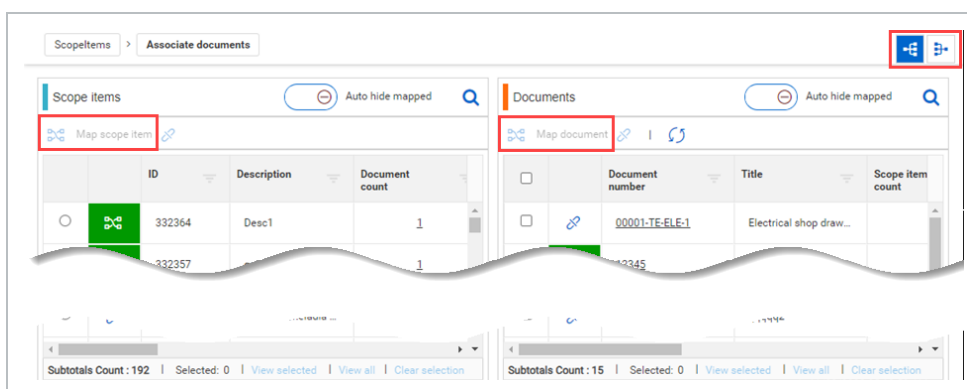 ScopeItems > Associate documents
Scope items Auto hide mapped
Map scope item
ID Description Document count
332364 Desc1 1
332357 1
Subtotals Count : 192 | Selected: 0 | View selected | View all | Clear selection
Documents Auto hide mapped
Map document |
Document number Title Scope item count
00001-TE-ELE-1 Electrical shop draw...
12345
Subtotals Count : 15 | Selected: 0 | View selected | View all | Clear selection